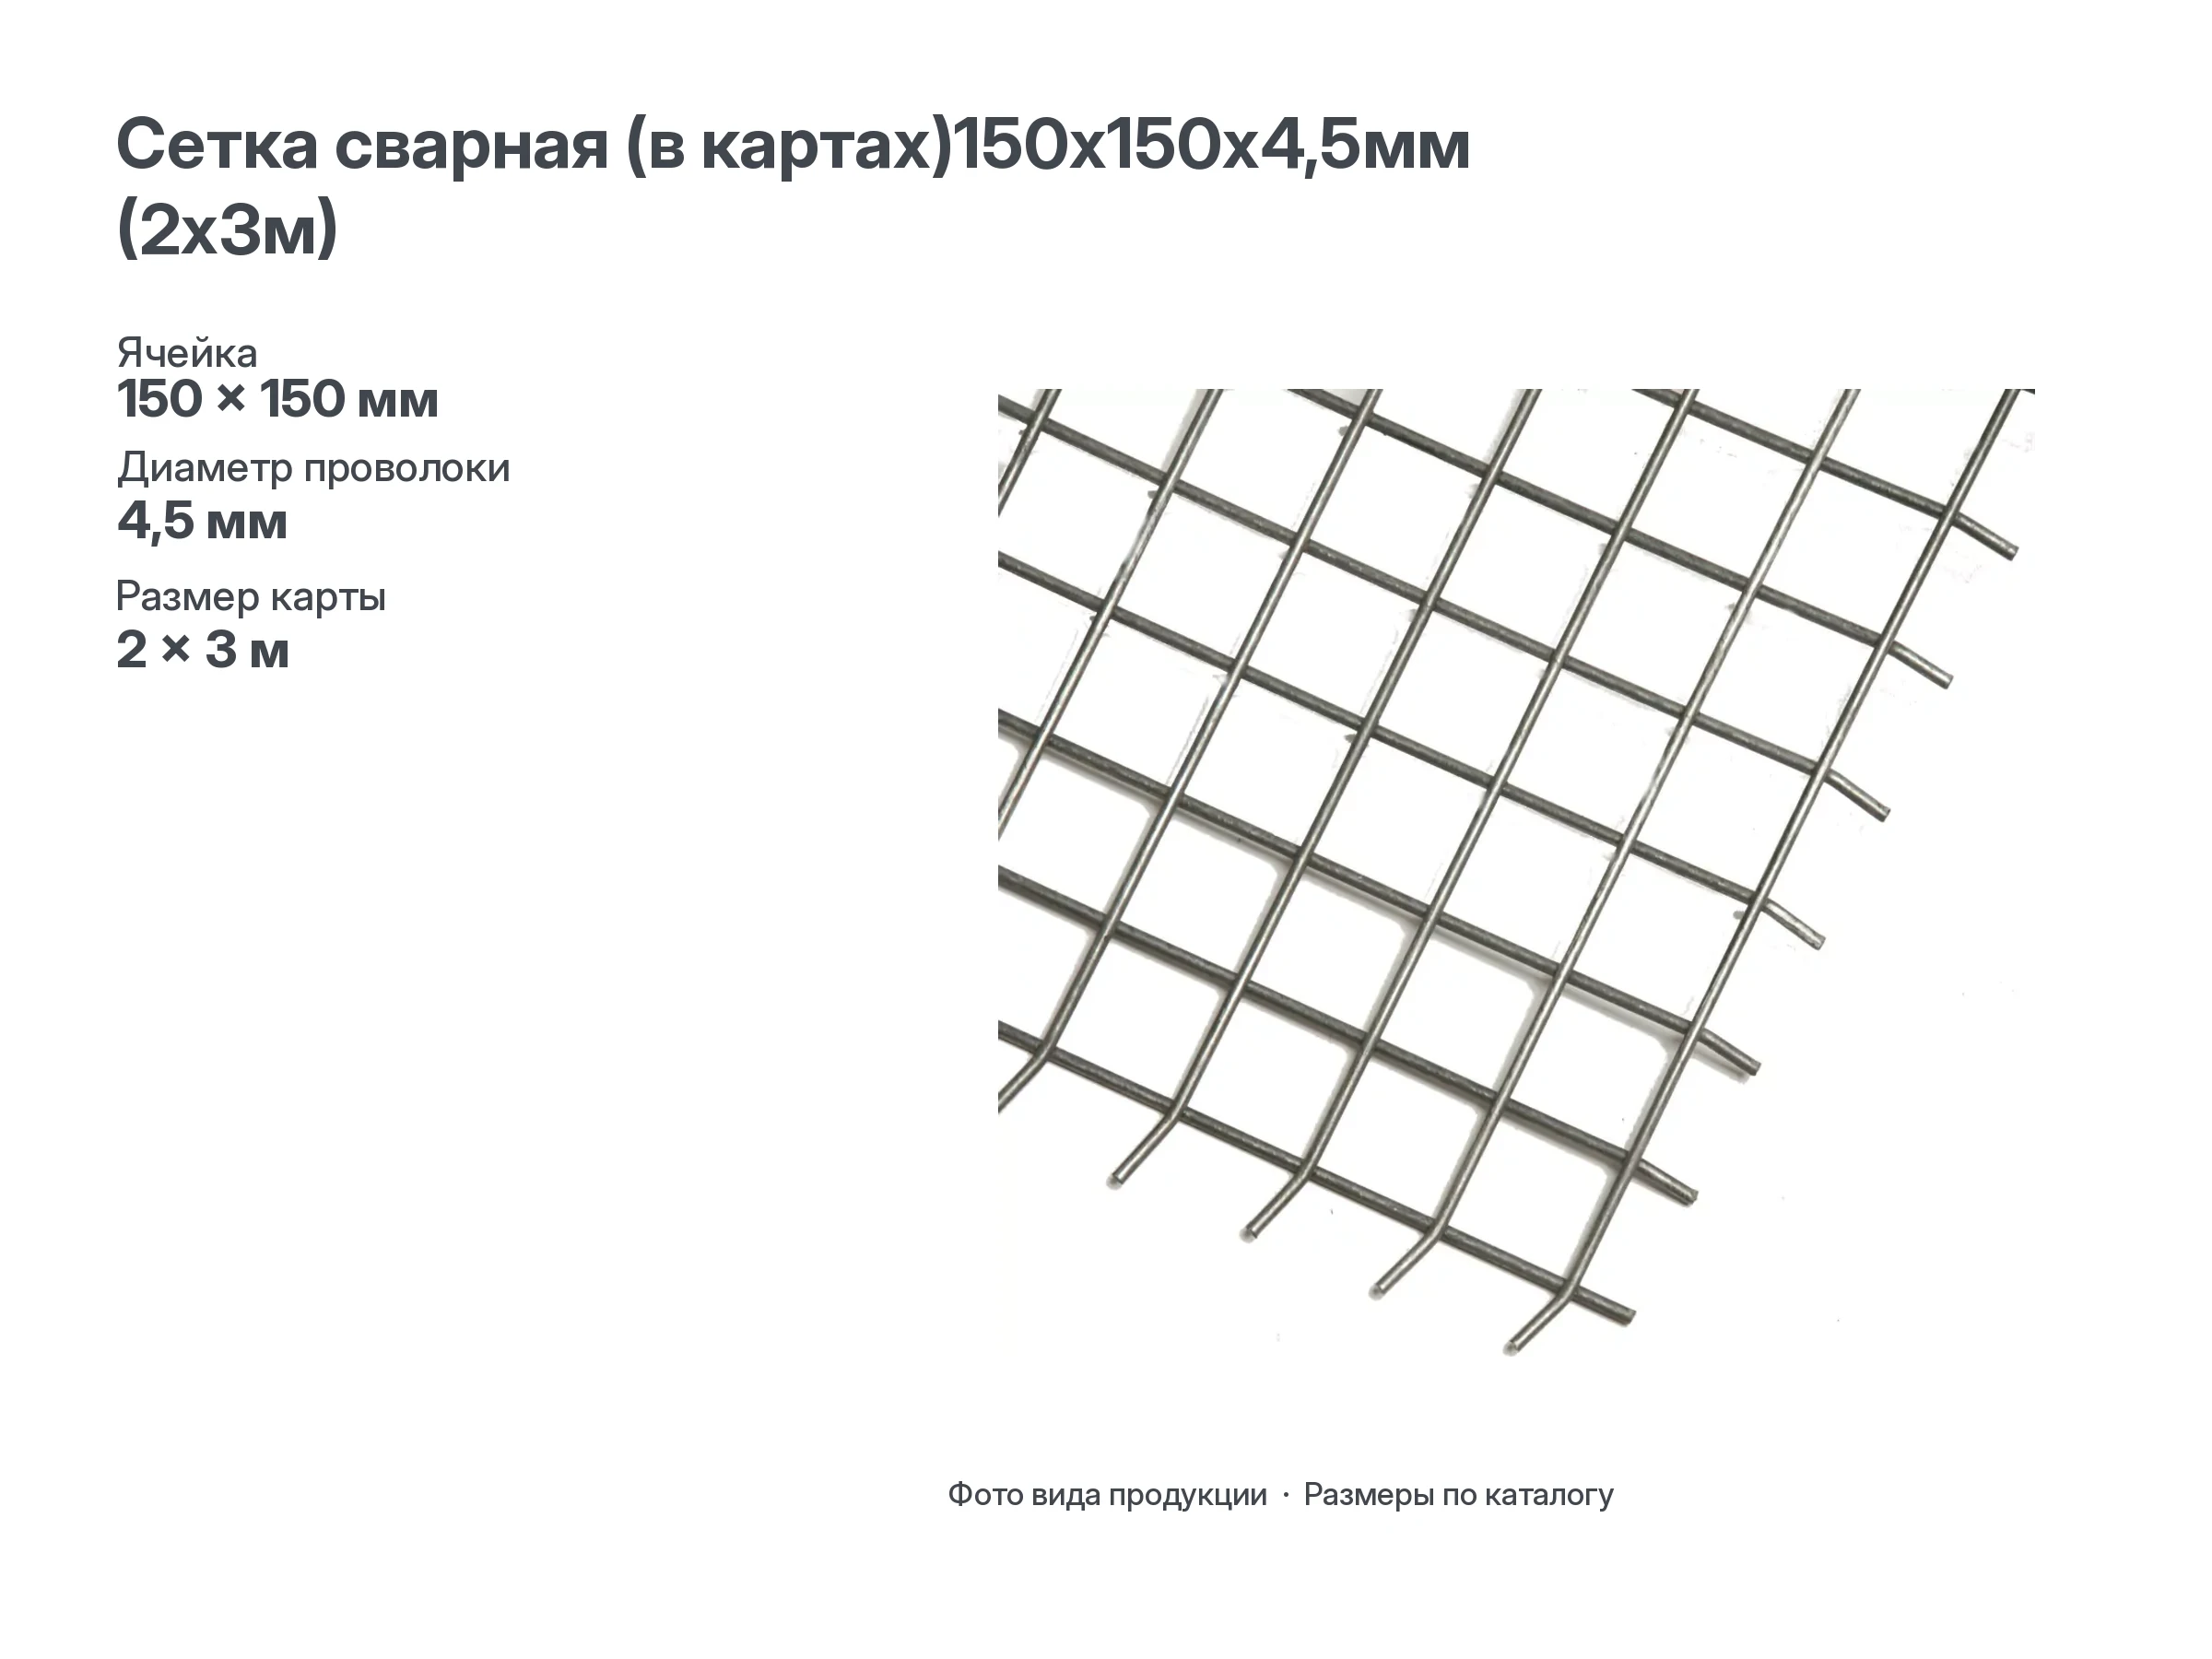 Сетка сварная (в картах)150х150х4,5мм
(2х3м)
Ячейка
150 × 150 мм
Диаметр проволоки
4,5 мм
Размер карты
2 × 3 м
Фото вида продукции · Размеры по каталогу